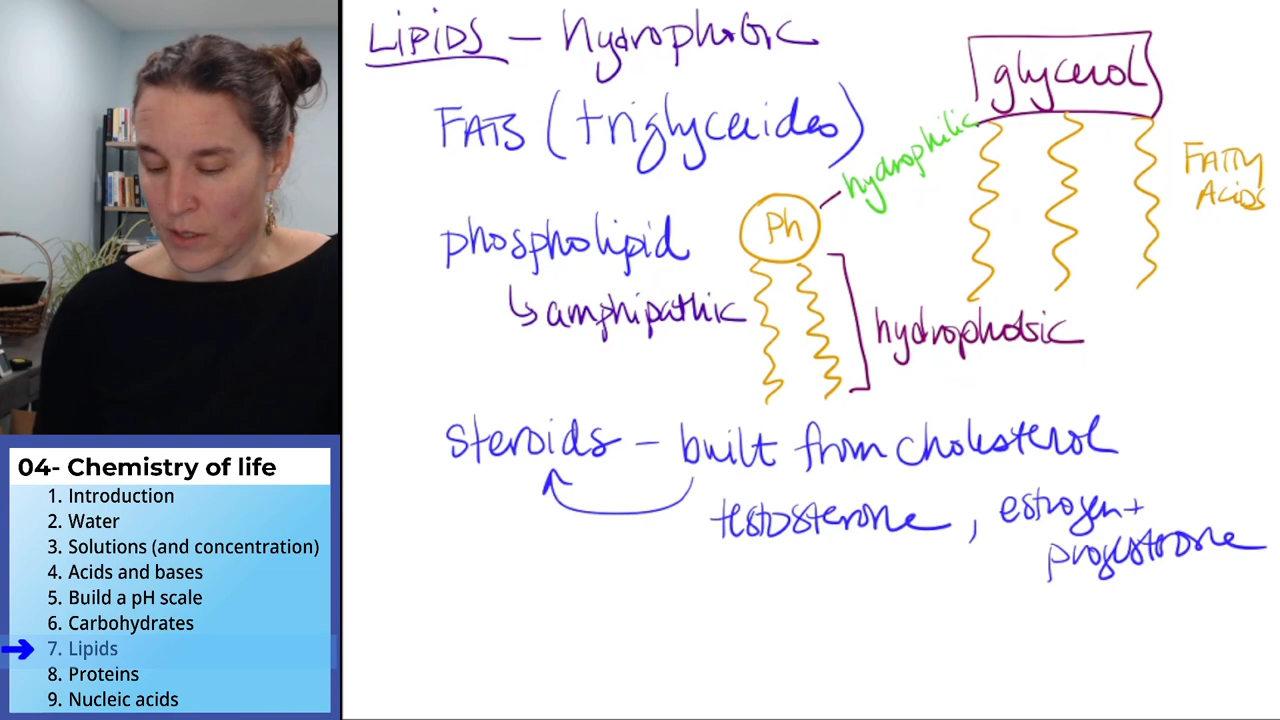 LIPIDS - hydrophobic
glycerol
FATS (triglycerides)
hydrophilic
FATTY
ACIDS
Ph
phospholipid
↳ amphipathic
hydrophobic
steroids - built from cholesterol
testosterone, estrogen +
progestrone
04- Chemistry of life
1. Introduction
2. Water
3. Solutions (and concentration)
4. Acids and bases
5. Build a pH scale
6. Carbohydrates
7. Lipids
8. Proteins
9. Nucleic acids